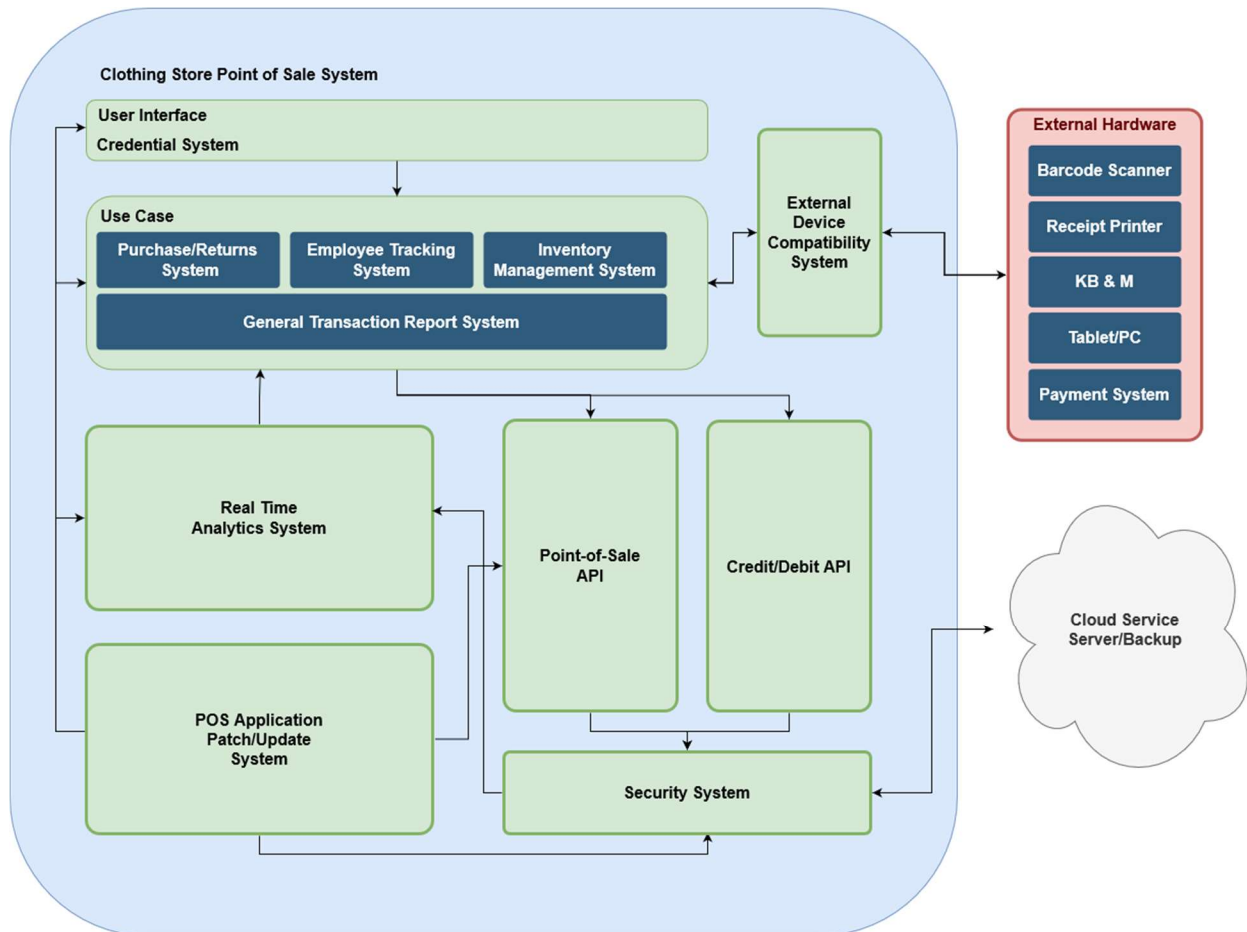 Clothing Store Point of Sale System
User Interface
Credential System
Use Case
Purchase/Returns
System
Employee Tracking
System
Inventory
Management System
General Transaction Report System
External
Device
Compatibility
System
External Hardware
Barcode Scanner
Receipt Printer
KB & M
Tablet/PC
Payment System
Real Time
Analytics System
Point-of-Sale
API
Credit/Debit API
Cloud Service
Server/Backup
POS Application
Patch/Update
System
Security System